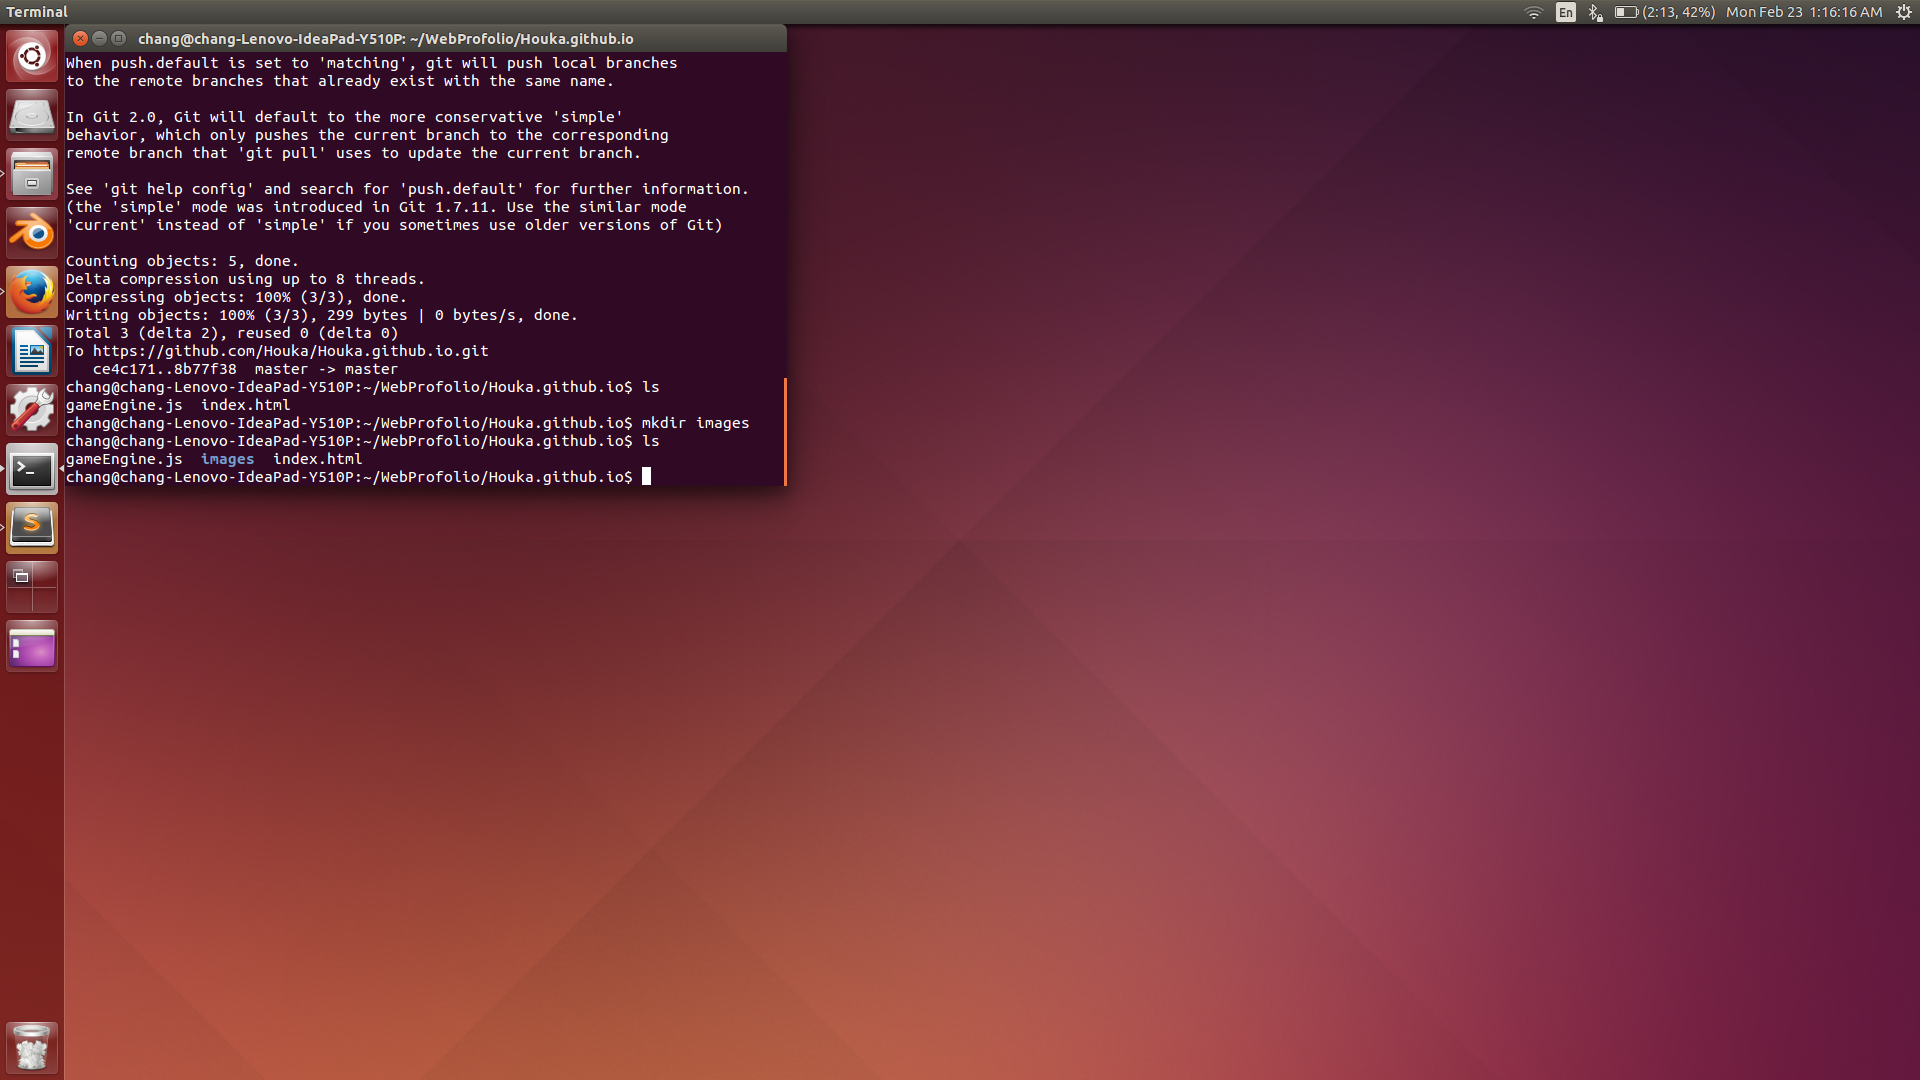 Terminal
En
(2:13, 42%)
Mon Feb 23 1:16:16 AM
chang@chang-Lenovo-IdeaPad-Y510P: ~/WebProfolio/Houka.github.io
When push.default is set to 'matching', git will push local branches
to the remote branches that already exist with the same name.
In Git 2.0, Git will default to the more conservative 'simple'
behavior, which only pushes the current branch to the corresponding
remote branch that 'git pull' uses to update the current branch.
See 'git help config' and search for 'push.default' for further information.
(the 'simple' mode was introduced in Git 1.7.11. Use the similar mode
'current' instead of 'simple' if you sometimes use older versions of Git)
Counting objects: 5, done.
Delta compression using up to 8 threads.
Compressing objects: 100% (3/3), done.
Writing objects: 100% (3/3), 299 bytes | 0 bytes/s, done.
Total 3 (delta 2), reused 0 (delta 0)
To https://github.com/Houka/Houka.github.io.git
ce4c171..8b77f38  master -> master
chang@chang-Lenovo-IdeaPad-Y510P:~/WebProfolio/Houka.github.io$ ls
gameEngine.js  index.html
chang@chang-Lenovo-IdeaPad-Y510P:~/WebProfolio/Houka.github.io$ mkdir images
chang@chang-Lenovo-IdeaPad-Y510P:~/WebProfolio/Houka.github.io$ ls
gameEngine.js  images  index.html
chang@chang-Lenovo-IdeaPad-Y510P:~/WebProfolio/Houka.github.io$